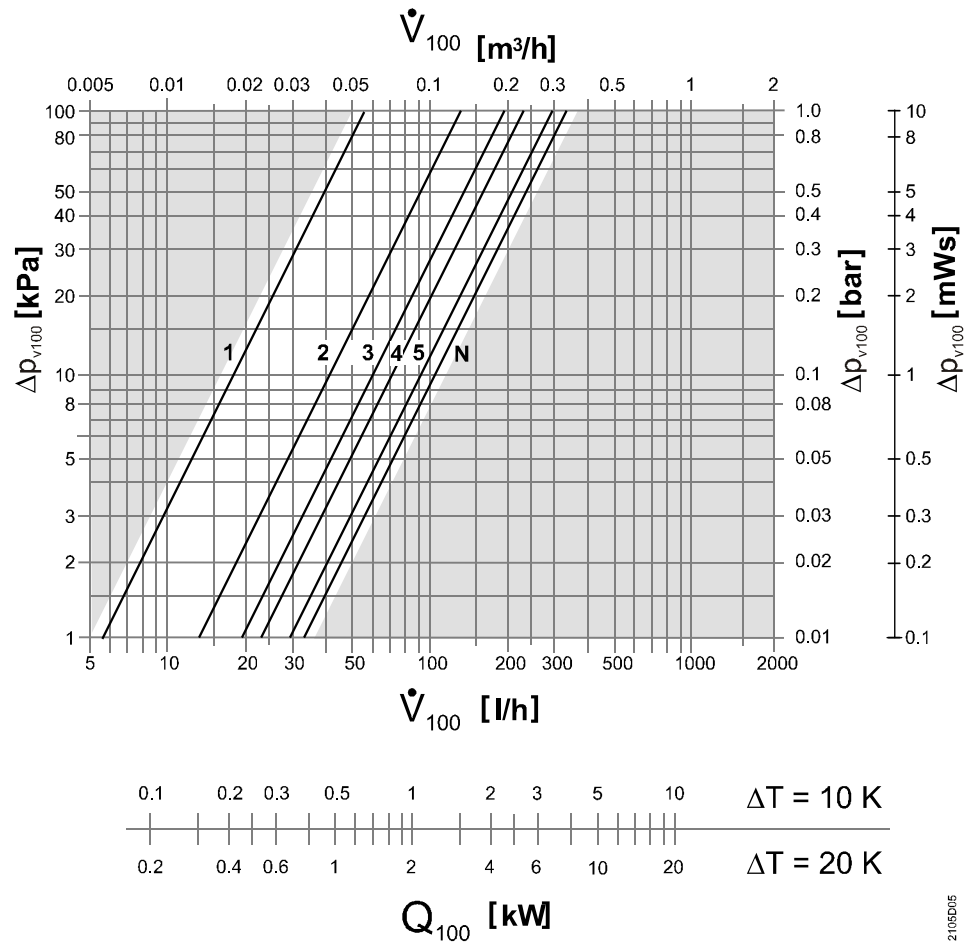 V̇100 [m³/h]
0.005 0.01 0.02 0.03 0.05 0.1 0.2 0.3 0.5 1 2
100 1.0 10
80 0.8 8
50 0.5 5
40 0.4 4
30 0.3 3
20 0.2 2
1 2 3 4 5 N
10 0.1 1
8 0.08
5 0.05 0.5
3 0.03 0.3
2 0.02 0.2
1 0.01 0.1
Δpv100 [kPa]
Δpv100 [bar]
Δpv100 [mWs]
5 10 20 30 50 100 200 300 500 1000 2000
V̇100 [l/h]
0.1 0.2 0.3 0.5 1 2 3 5 10 ΔT = 10 K
0.2 0.4 0.6 1 2 4 6 10 20 ΔT = 20 K
Q100 [kW]
2105D05